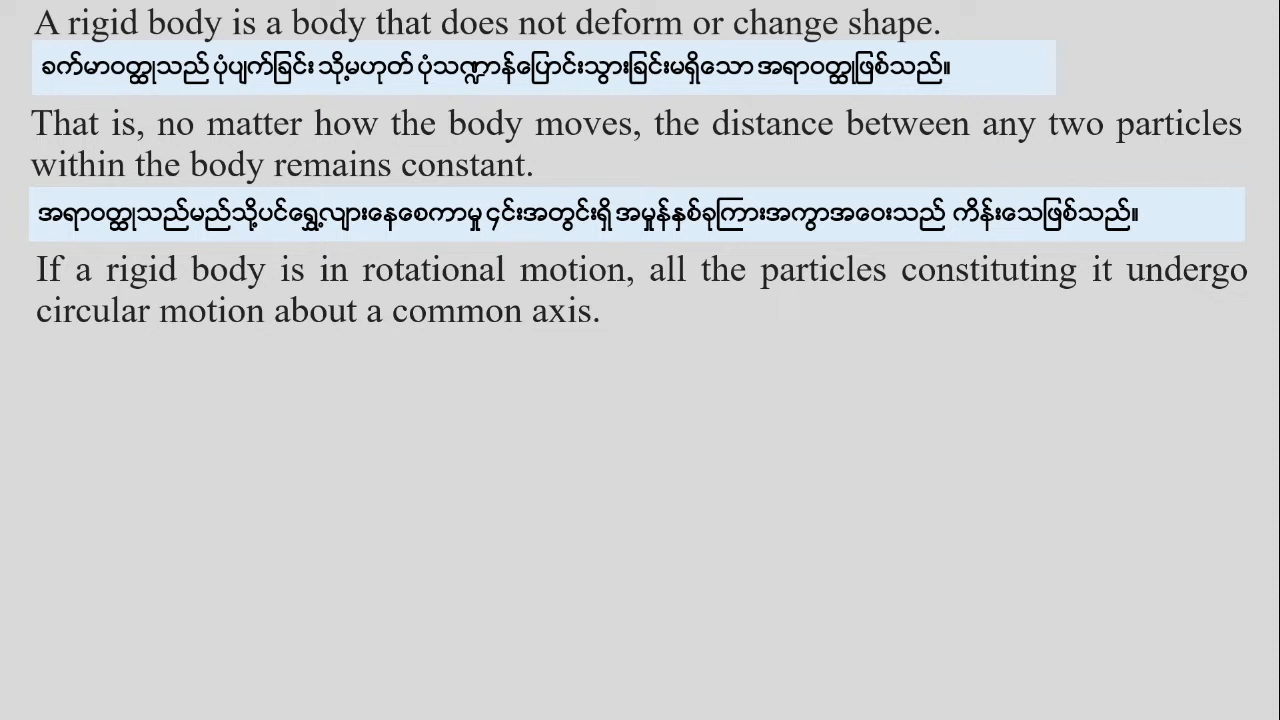 A rigid body is a body that does not deform or change shape.
ခက်မာဝတ္ထုသည် ပုံပျက်ခြင်း သို့မဟုတ် ပုံသဏ္ဍာန်ပြောင်းသွားခြင်းမရှိသော အရာဝတ္ထုဖြစ်သည်။
That is, no matter how the body moves, the distance between any two particles
within the body remains constant.
အရာဝတ္ထုသည်မည်သို့ပင်ရွှေ့လျားနေစေကာမူ ၎င်းအတွင်းရှိ အမှုန်နှစ်ခုကြားအကွာအဝေးသည် ကိန်းသေဖြစ်သည်။
If a rigid body is in rotational motion, all the particles constituting it undergo
circular motion about a common axis.